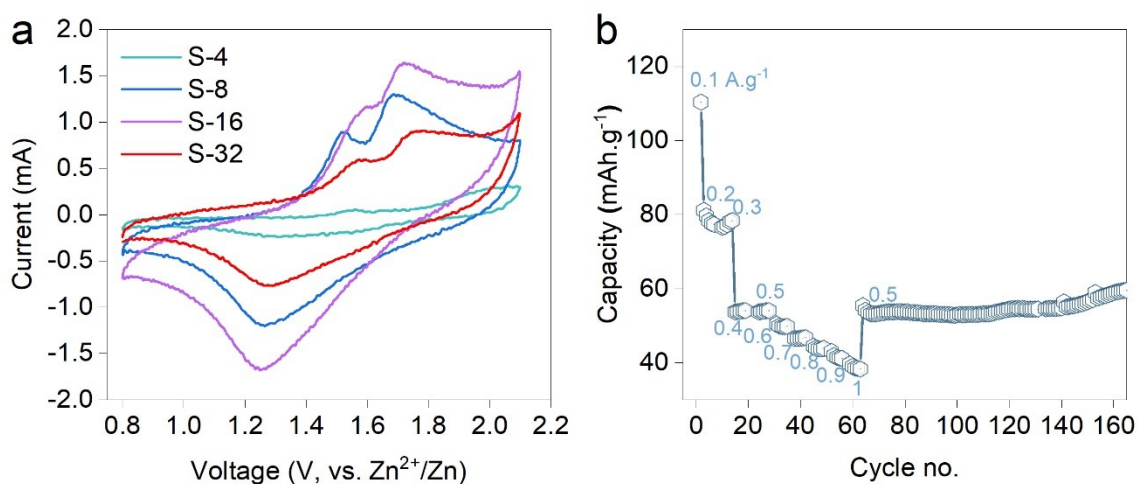 a
2.0
1.5
1.0
0.5
0.0
-0.5
-1.0
-1.5
-2.0
Current (mA)
S-4
S-8
S-16
S-32
0.8 1.0 1.2 1.4 1.6 1.8 2.0 2.2
Voltage (V, vs. Zn²⁺/Zn)
b
120
100
80
60
40
Capacity (mAh.g⁻¹)
0.1 A.g⁻¹
0.2
0.3
0.4
0.5
0.6
0.7
0.8
0.9
1
0.5
0 20 40 60 80 100 120 140 160
Cycle no.